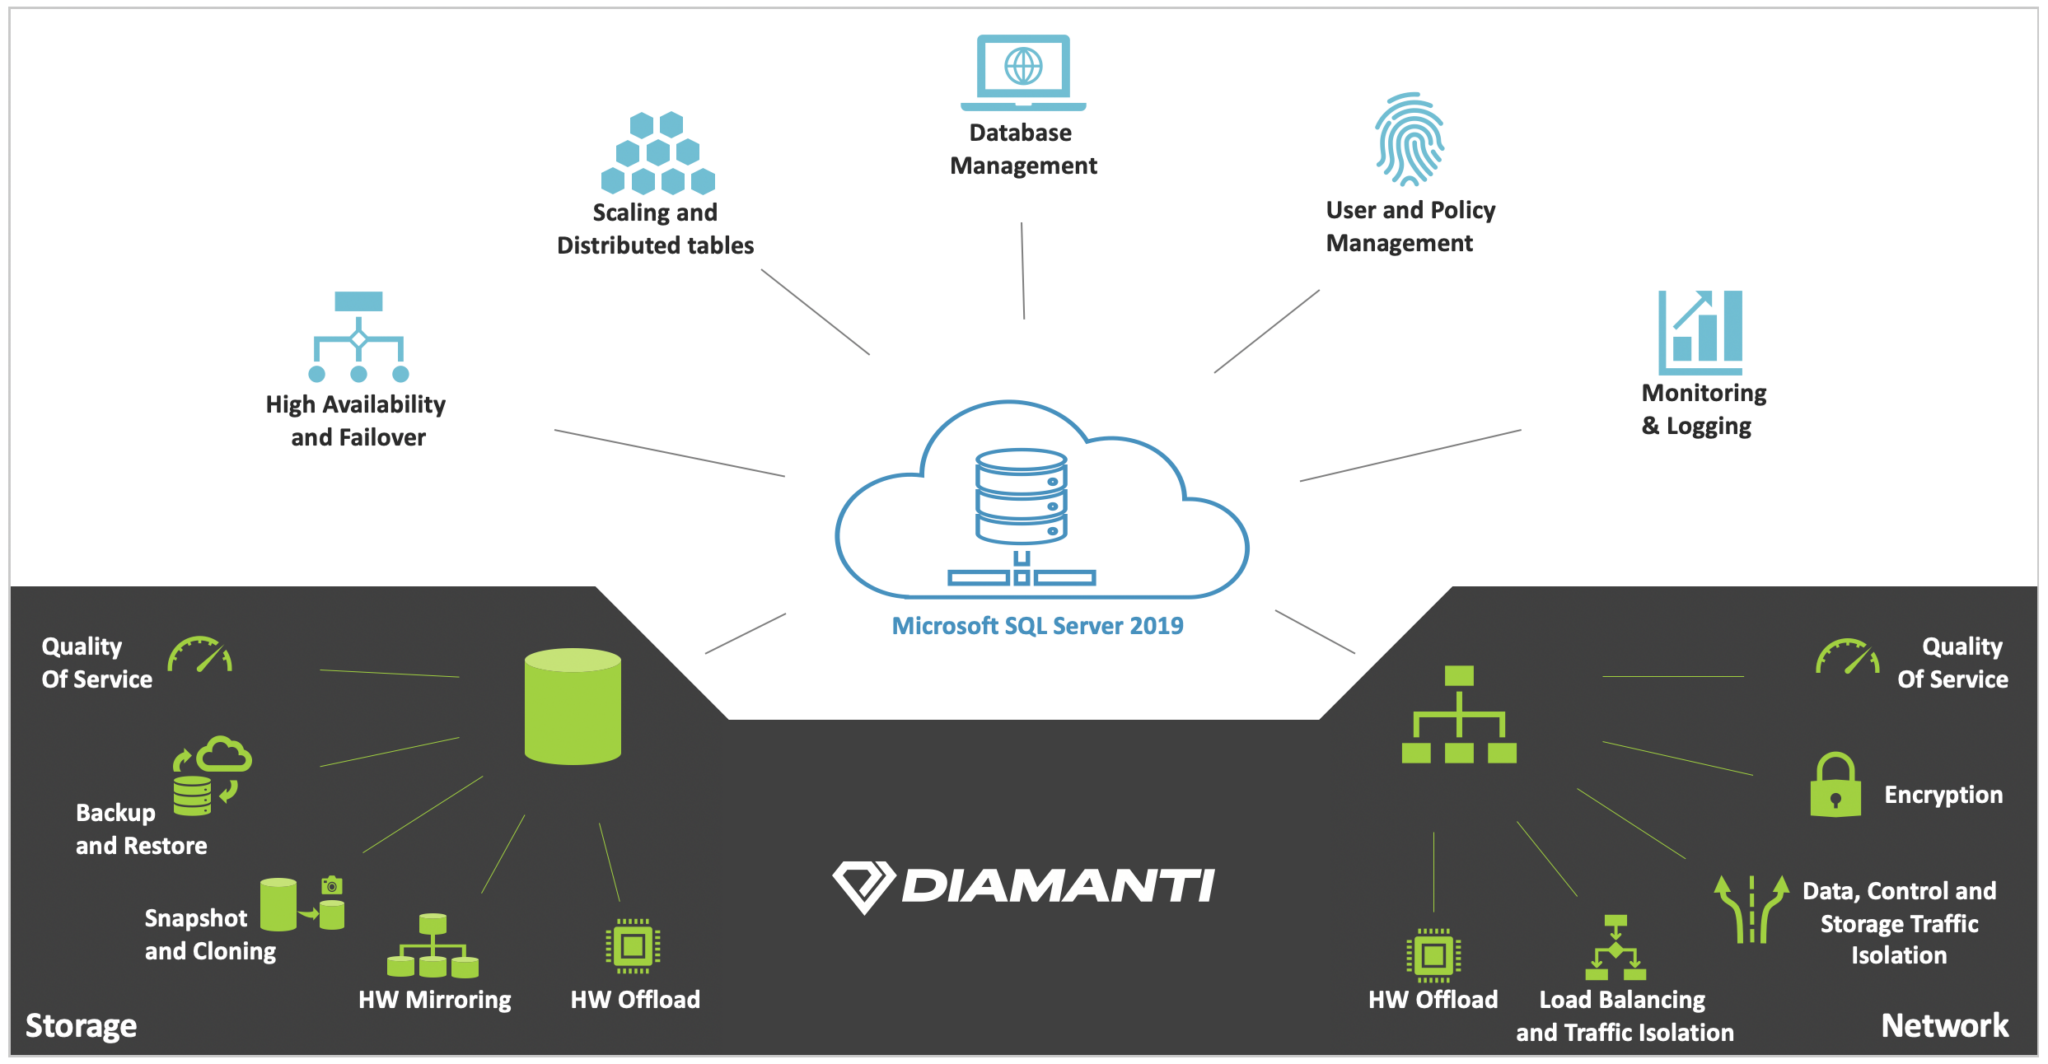 Database
Management
Scaling and
Distributed tables
User and Policy
Management
High Availability
and Failover
Monitoring
& Logging
Microsoft SQL Server 2019
Quality
Of Service
Backup
and Restore
Snapshot
and Cloning
HW Mirroring
HW Offload
Storage
DIAMANTI
Quality
Of Service
Encryption
Data, Control and
Storage Traffic
Isolation
HW Offload
Load Balancing
and Traffic Isolation
Network